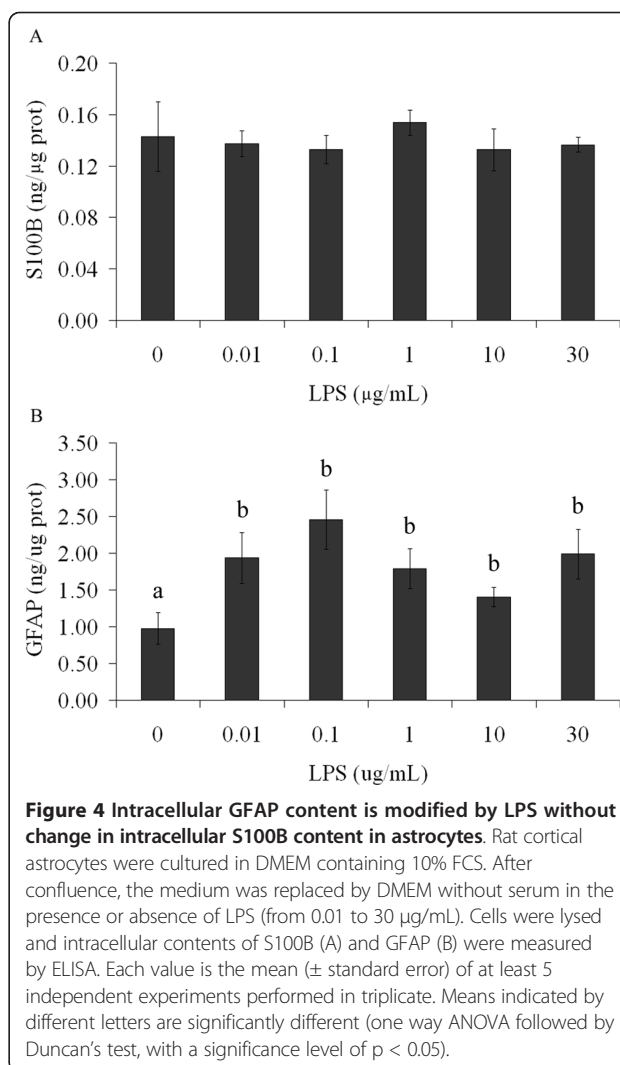 A
0.20
0.16
0.12
0.08
0.04
0.00
S100B (ng/µg prot)
0 0.01 0.1 1 10 30
LPS (µg/mL)
B
3.50
3.00
2.50
2.00
1.50
1.00
0.50
0.00
GFAP (ng/ug prot)
a b b b b b
0 0.01 0.1 1 10 30
LPS (ug/mL)
Figure 4 Intracellular GFAP content is modified by LPS without
change in intracellular S100B content in astrocytes. Rat cortical
astrocytes were cultured in DMEM containing 10% FCS. After
confluence, the medium was replaced by DMEM without serum in the
presence or absence of LPS (from 0.01 to 30 µg/mL). Cells were lysed
and intracellular contents of S100B (A) and GFAP (B) were measured
by ELISA. Each value is the mean (± standard error) of at least 5
independent experiments performed in triplicate. Means indicated by
different letters are significantly different (one way ANOVA followed by
Duncan's test, with a significance level of p < 0.05).